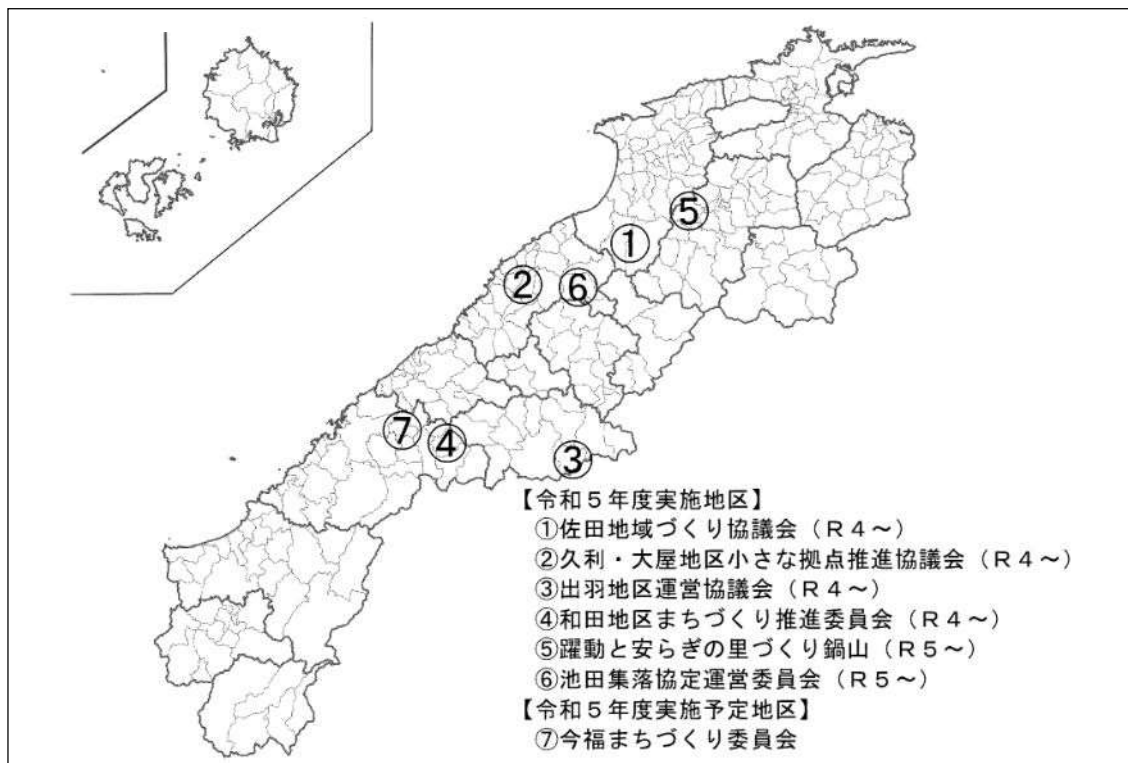 ⑤
①
②
⑥
⑦
④
③
【令和５年度実施地区】
①佐田地域づくり協議会（Ｒ４～）
②久利・大屋地区小さな拠点推進協議会（Ｒ４～）
③出羽地区運営協議会（Ｒ４～）
④和田地区まちづくり推進委員会（Ｒ４～）
⑤躍動と安らぎの里づくり鍋山（Ｒ５～）
⑥池田集落協定運営委員会（Ｒ５～）
【令和５年度実施予定地区】
⑦今福まちづくり委員会